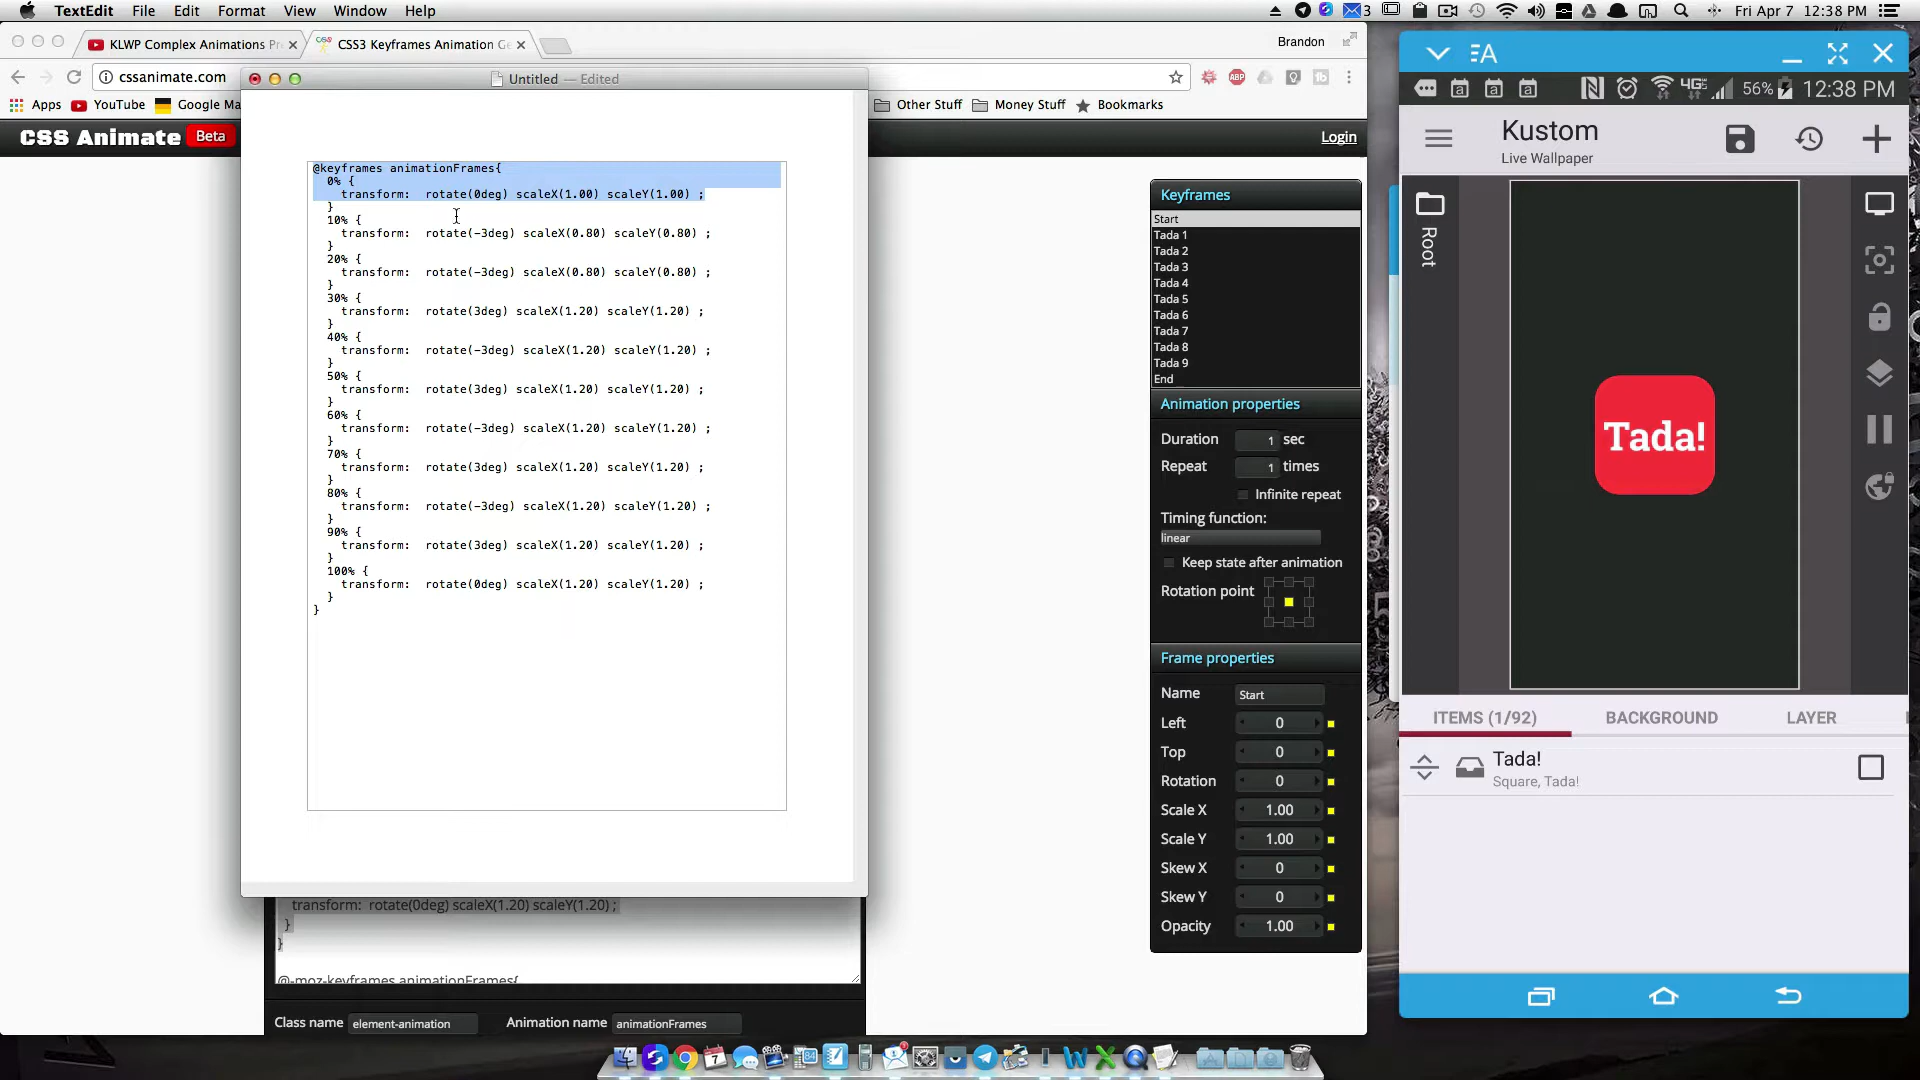 TextEdit File Edit Format View Window Help
3
Fri Apr 7 12:38 PM
KLWP Complex Animations Pr
CSS3 Keyframes Animation Ge
Brandon
cssanimate.com
Untitled — Edited
Apps YouTube Google Ma
Other Stuff Money Stuff Bookmarks
CSS Animate Beta
Login
@keyframes animationFrames{
0% {
transform: rotate(0deg) scaleX(1.00) scaleY(1.00) ;
}
10% {
transform: rotate(-3deg) scaleX(0.80) scaleY(0.80) ;
}
20% {
transform: rotate(-3deg) scaleX(0.80) scaleY(0.80) ;
}
30% {
transform: rotate(3deg) scaleX(1.20) scaleY(1.20) ;
}
40% {
transform: rotate(-3deg) scaleX(1.20) scaleY(1.20) ;
}
50% {
transform: rotate(3deg) scaleX(1.20) scaleY(1.20) ;
}
60% {
transform: rotate(-3deg) scaleX(1.20) scaleY(1.20) ;
}
70% {
transform: rotate(3deg) scaleX(1.20) scaleY(1.20) ;
}
80% {
transform: rotate(-3deg) scaleX(1.20) scaleY(1.20) ;
}
90% {
transform: rotate(3deg) scaleX(1.20) scaleY(1.20) ;
}
100% {
transform: rotate(0deg) scaleX(1.20) scaleY(1.20) ;
}
}
transform: rotate(0deg) scaleX(1.20) scaleY(1.20) ;
}
}
@-moz-keyframes animationFrames{
Class name element-animation Animation name animationFrames
Keyframes
Start
Tada 1
Tada 2
Tada 3
Tada 4
Tada 5
Tada 6
Tada 7
Tada 8
Tada 9
End
Animation properties
Duration 1 sec
Repeat 1 times
Infinite repeat
Timing function:
linear
Keep state after animation
Rotation point
Frame properties
Name Start
Left 0
Top 0
Rotation 0
Scale X 1.00
Scale Y 1.00
Skew X 0
Skew Y 0
Opacity 1.00
56% 12:38 PM
Kustom
Live Wallpaper
Root
Tada!
ITEMS (1/92) BACKGROUND LAYER
Tada!
Square, Tada!